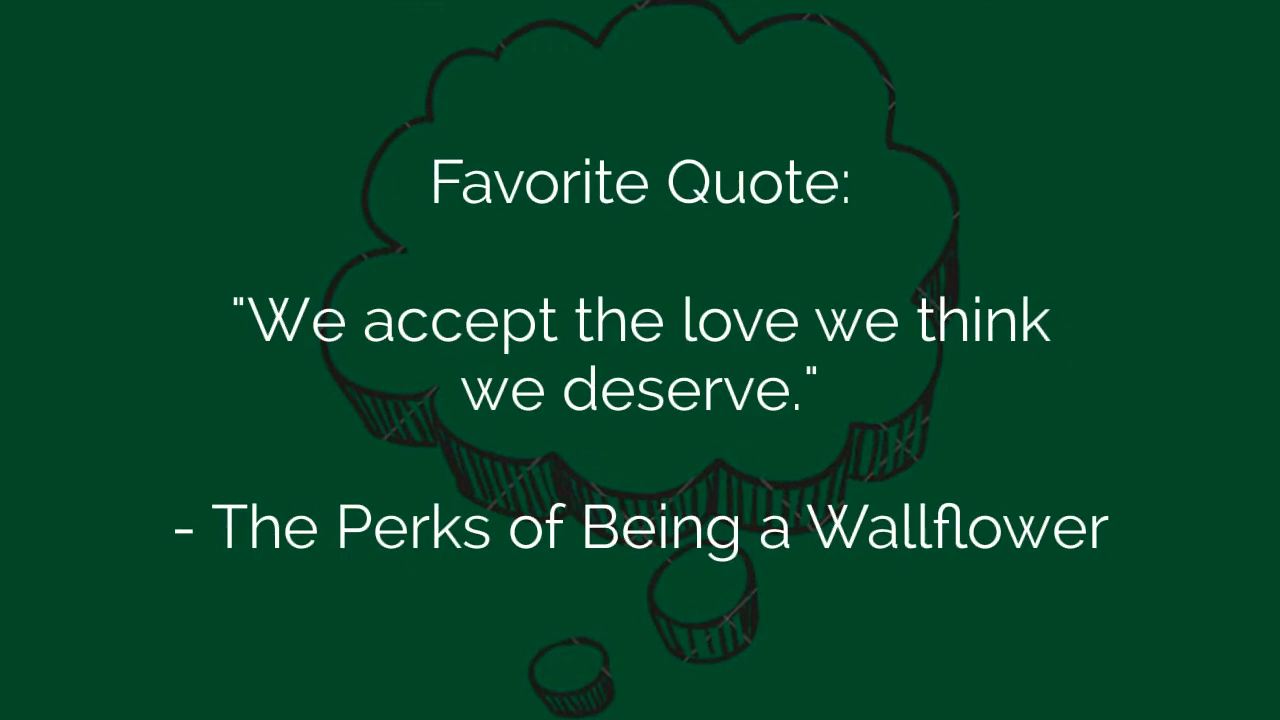 Favorite Quote:
"We accept the love we think
we deserve."
- The Perks of Being a Wallflower